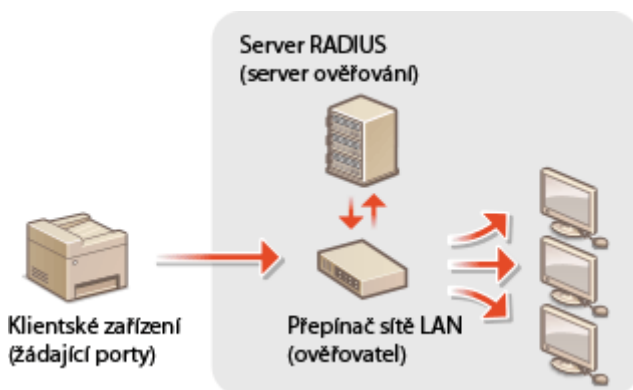 Server RADIUS
(server ověřování)
Klientské zařízení
(žádající porty)
Přepínač sítě LAN
(ověřovatel)